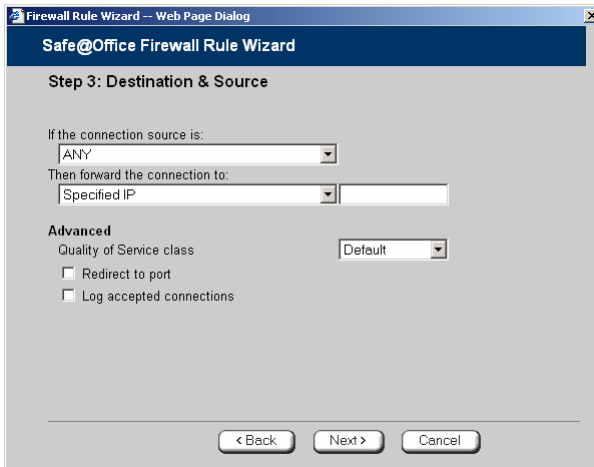 Firewall Rule Wizard -- Web Page Dialog
Safe@Office Firewall Rule Wizard
Step 3: Destination & Source
If the connection source is:
ANY
Then forward the connection to:
Specified IP
Advanced
Quality of Service class Default
Redirect to port
Log accepted connections
< Back Next > Cancel